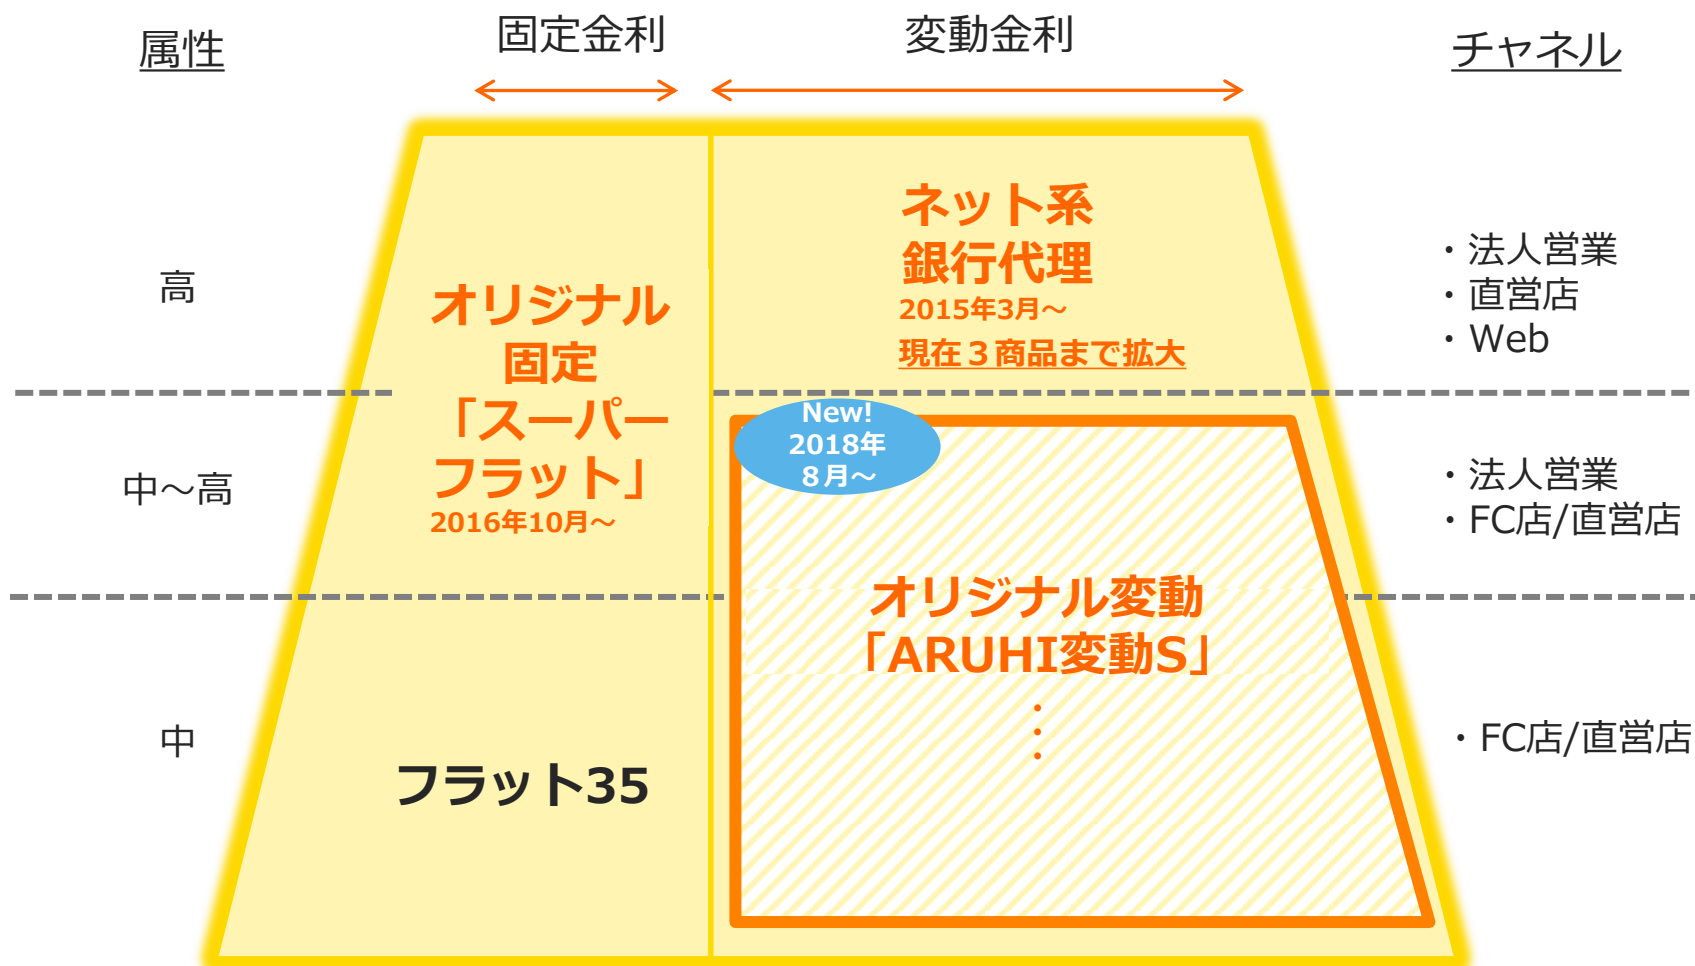 属性
固定金利
変動金利
チャネル
高
オリジナル
固定
「スーパー
フラット」
2016年10月～
ネット系
銀行代理
2015年3月～
現在３商品まで拡大
・法人営業
・直営店
・Web
中～高
New!
2018年
８月～
・法人営業
・FC店/直営店
オリジナル変動
「ARUHI変動S」
・
・
・
中
フラット35
・FC店/直営店